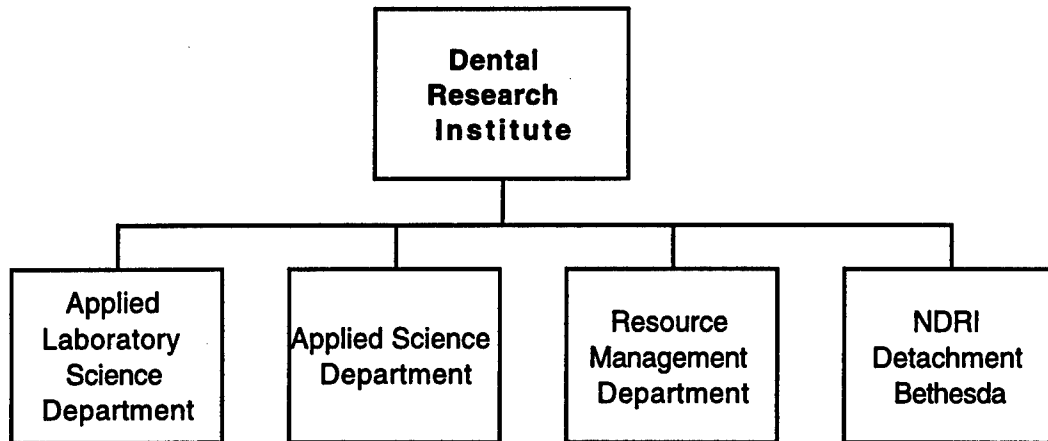 Dental
Research
Institute
Applied
Laboratory
Science
Department
Applied Science
Department
Resource
Management
Department
NDRI
Detachment
Bethesda